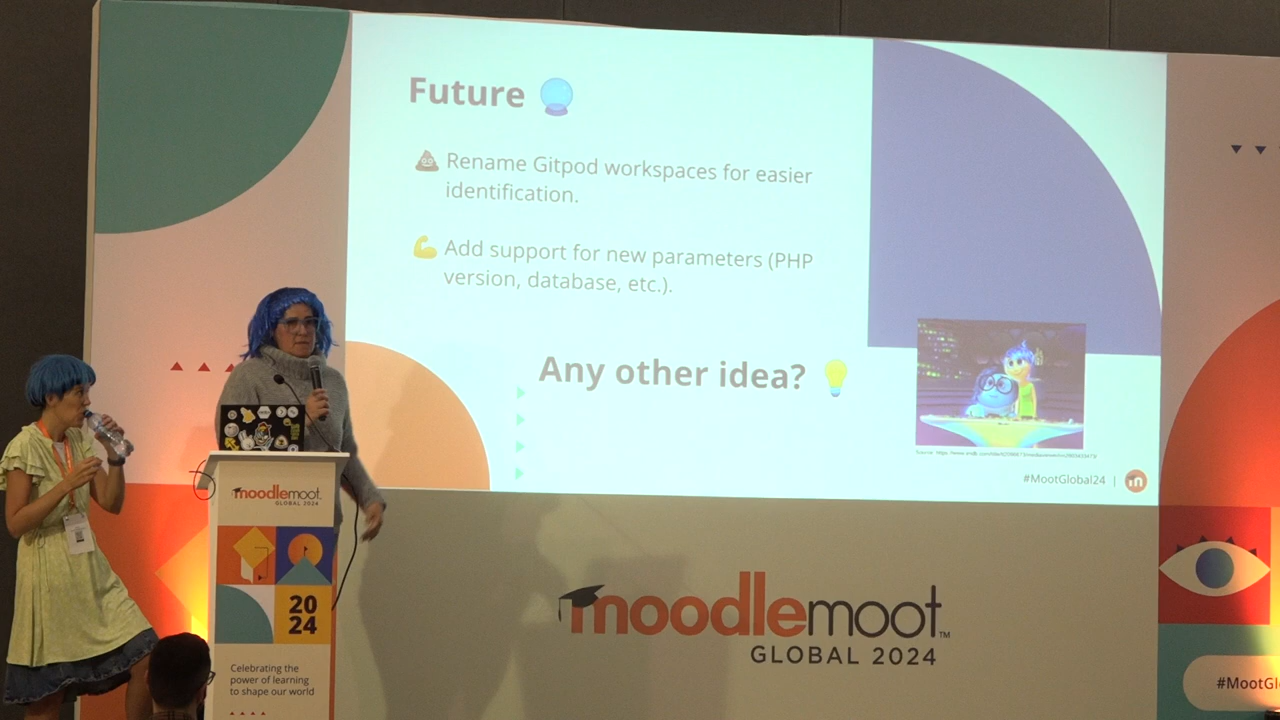 Future
Rename Gitpod workspaces for easier
identification.
Add support for new parameters (PHP
version, database, etc.).
Any other idea?
#MootGlobal24 |
m
moodlemoot
GLOBAL 2024
20
24
Celebrating the
power of learning
to shape our world
moodlemoot™
GLOBAL 2024
#MootGl